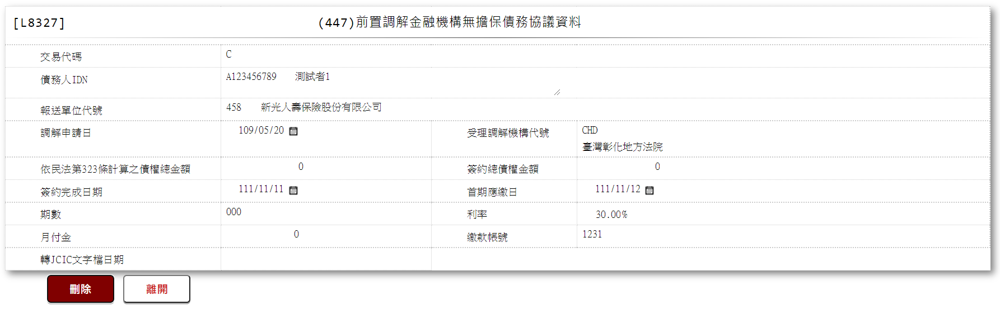 [L8327] (447)前置調解金融機構無擔保債務協議資料
交易代碼 C
債務人IDN A123456789 測試者1
報送單位代號 458 新光人壽保險股份有限公司
調解申請日 109/05/20 受理調解機構代號 CHD
臺灣彰化地方法院
依民法第323條計算之債權總金額 0 簽約總債權金額 0
簽約完成日期 111/11/11 首期應繳日 111/11/12
期數 000 利率 30.00%
月付金 0 繳款帳號 1231
轉JCIC文字檔日期
刪除 離開